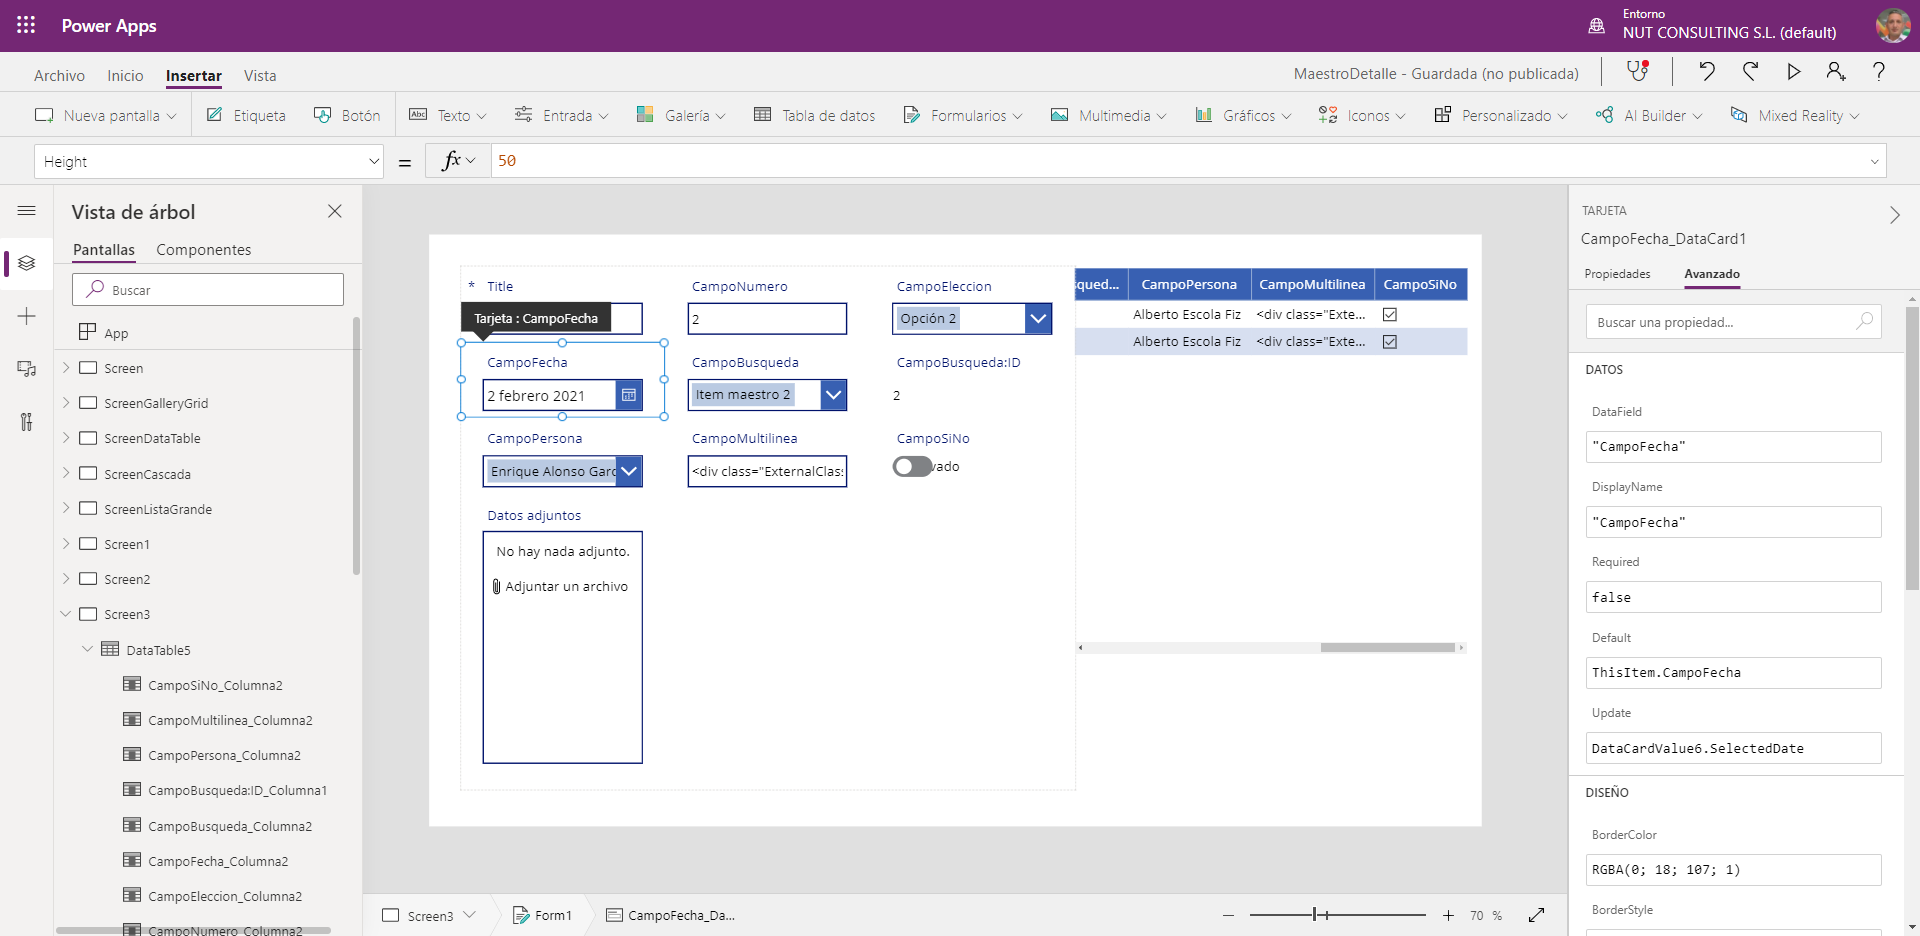 Power Apps
Entorno
NUT CONSULTING S.L. (default)
Archivo Inicio Insertar Vista
MaestroDetalle - Guardada (no publicada)
Nueva pantalla Etiqueta Botón Texto Entrada Galería Tabla de datos Formularios Multimedia Gráficos Iconos Personalizado AI Builder Mixed Reality
Height = fx 50
Vista de árbol
Pantallas Componentes
Buscar
App
Screen
ScreenGalleryGrid
ScreenDataTable
ScreenCascada
ScreenListaGrande
Screen1
Screen2
Screen3
DataTable5
CampoSiNo_Columna2
CampoMultilinea_Columna2
CampoPersona_Columna2
CampoBusqueda:ID_Columna1
CampoBusqueda_Columna2
CampoFecha_Columna2
CampoEleccion_Columna2
CampoNumero_Columna2
* Title CampoNumero CampoEleccion
Tarjeta : CampoFecha
2
Opción 2
CampoFecha CampoBusqueda CampoBusqueda:ID
2 febrero 2021 Item maestro 2 2
CampoPersona CampoMultilinea CampoSiNo
Enrique Alonso Garc <div class="ExternalClas: vado
Datos adjuntos
No hay nada adjunto.
Adjuntar un archivo
squed... CampoPersona CampoMultilinea CampoSiNo
Alberto Escola Fiz <div class="Exte...
Alberto Escola Fiz <div class="Exte...
Screen3 Form1 CampoFecha_Da...
70 %
TARJETA
CampoFecha_DataCard1
Propiedades Avanzado
Buscar una propiedad...
DATOS
DataField
"CampoFecha"
DisplayName
"CampoFecha"
Required
false
Default
ThisItem.CampoFecha
Update
DataCardValue6.SelectedDate
DISEÑO
BorderColor
RGBA(0; 18; 107; 1)
BorderStyle